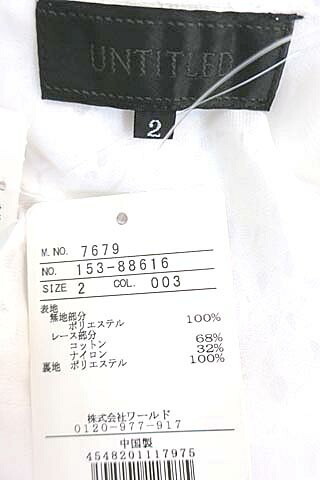 UNTITLED
2
M.NO. 7679
NO. 153-88616
SIZE 2 COL. 003
表地
無地部分
ポリエステル 100%
レース部分 68%
コットン 32%
ナイロン
裏地 ポリエステル 100%
株式会社ワールド
0120-977-917
中国製
4548201117975